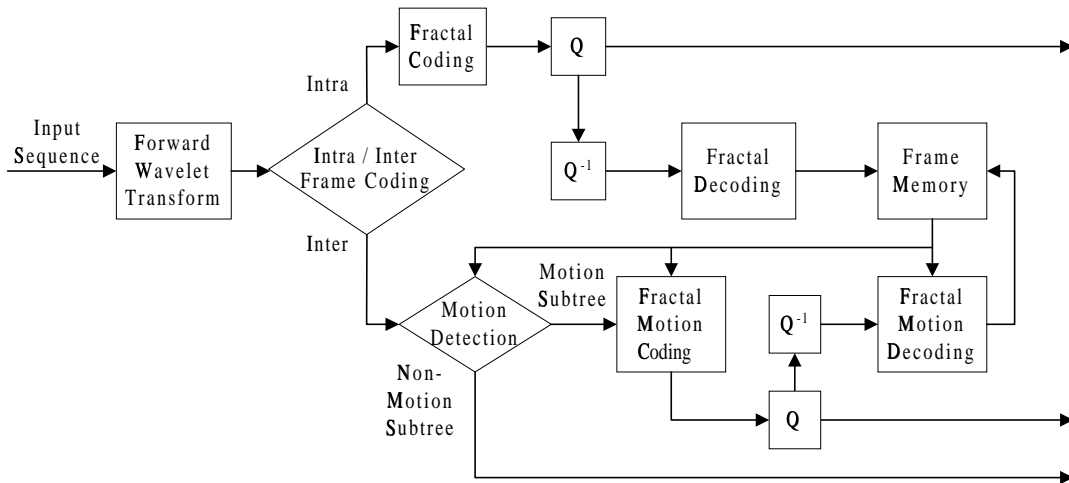 Fractal
Coding
Q
Intra
Input
Sequence
Forward
Wavelet
Transform
Intra / Inter
Frame Coding
Q⁻¹
Fractal
Decoding
Frame
Memory
Inter
Motion
Detection
Motion
Subtree
Fractal
Motion
Coding
Q⁻¹
Fractal
Motion
Decoding
Non-
Motion
Subtree
Q